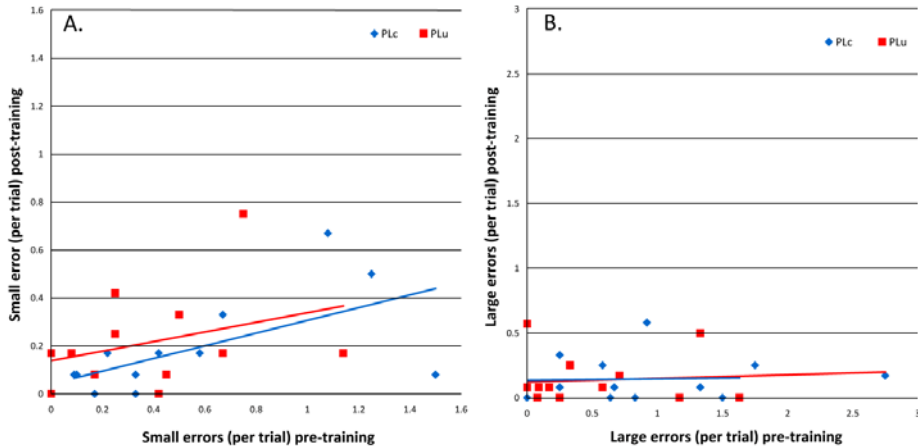 A.
PLc PLu
Small error (per trial) post-training
1.6
1.4
1.2
1
0.8
0.6
0.4
0.2
0
0 0.2 0.4 0.6 0.8 1 1.2 1.4 1.6
Small errors (per trial) pre-training
B.
PLc PLu
Large errors (per trial) post-training
3
2.5
2
1.5
1
0.5
0
0 0.5 1 1.5 2 2.5 3
Large errors (per trial) pre-training